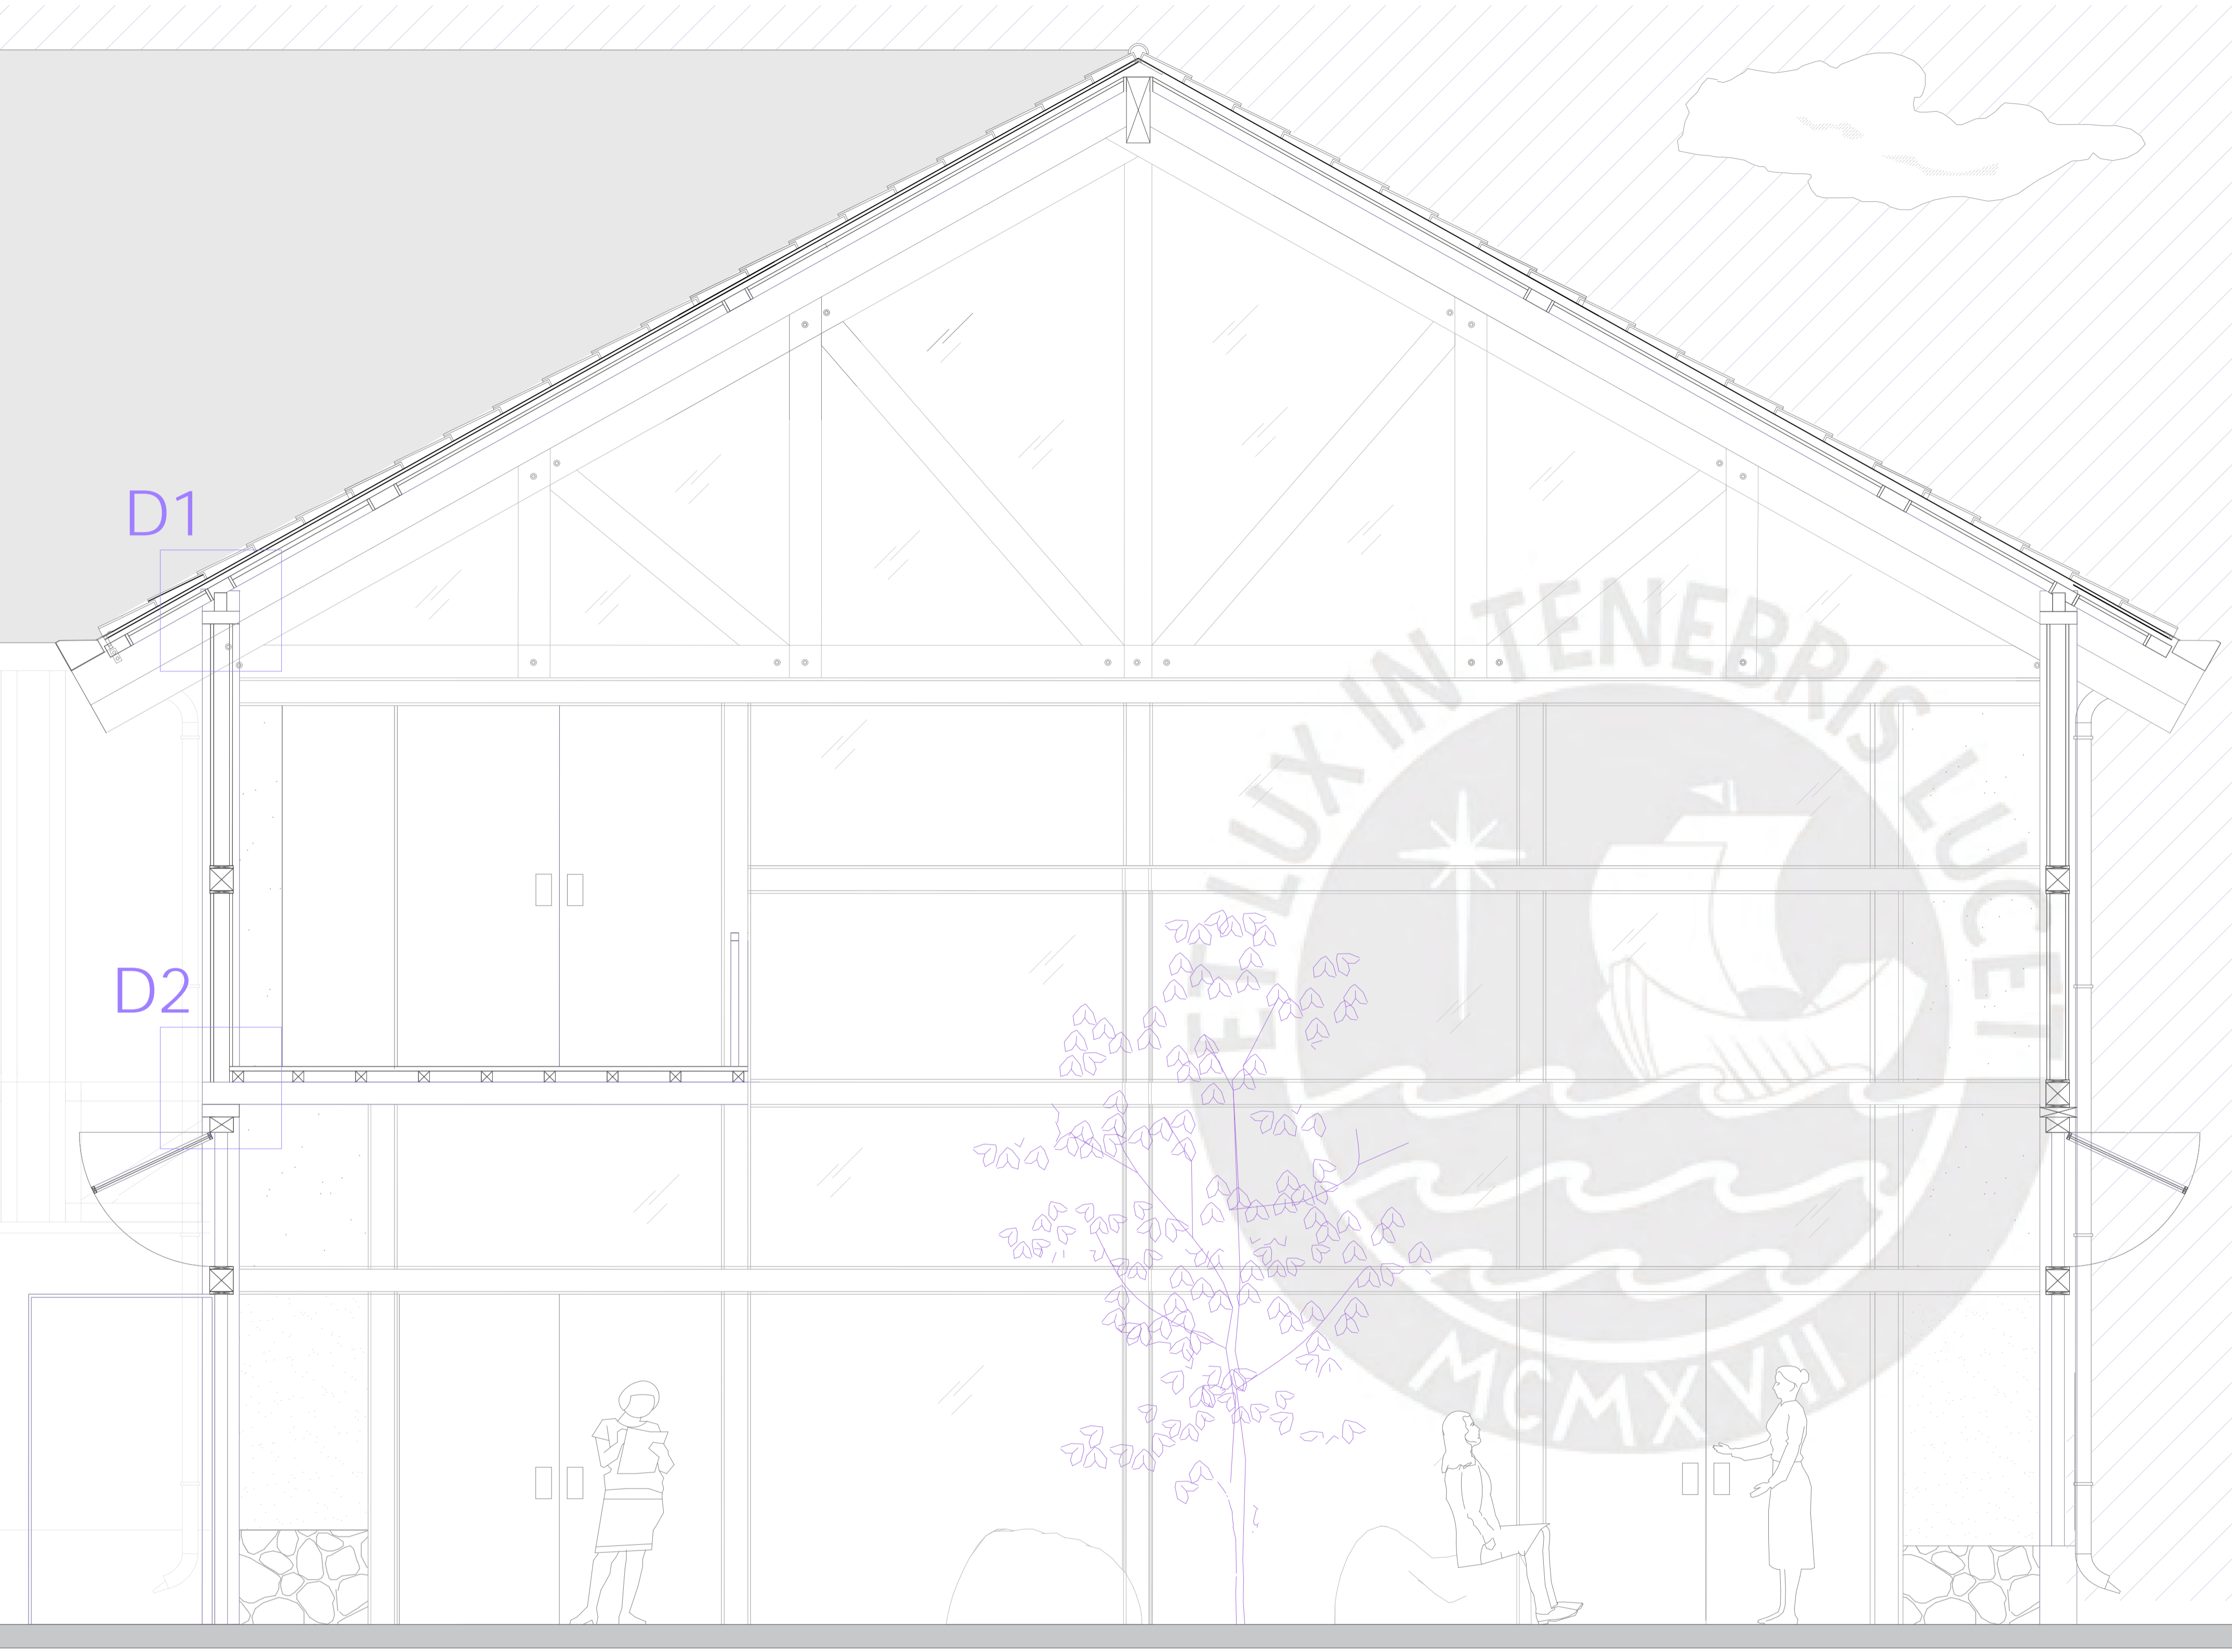 D1
D2
ET LUX IN TENEBRIS LUCET
MCMXVII